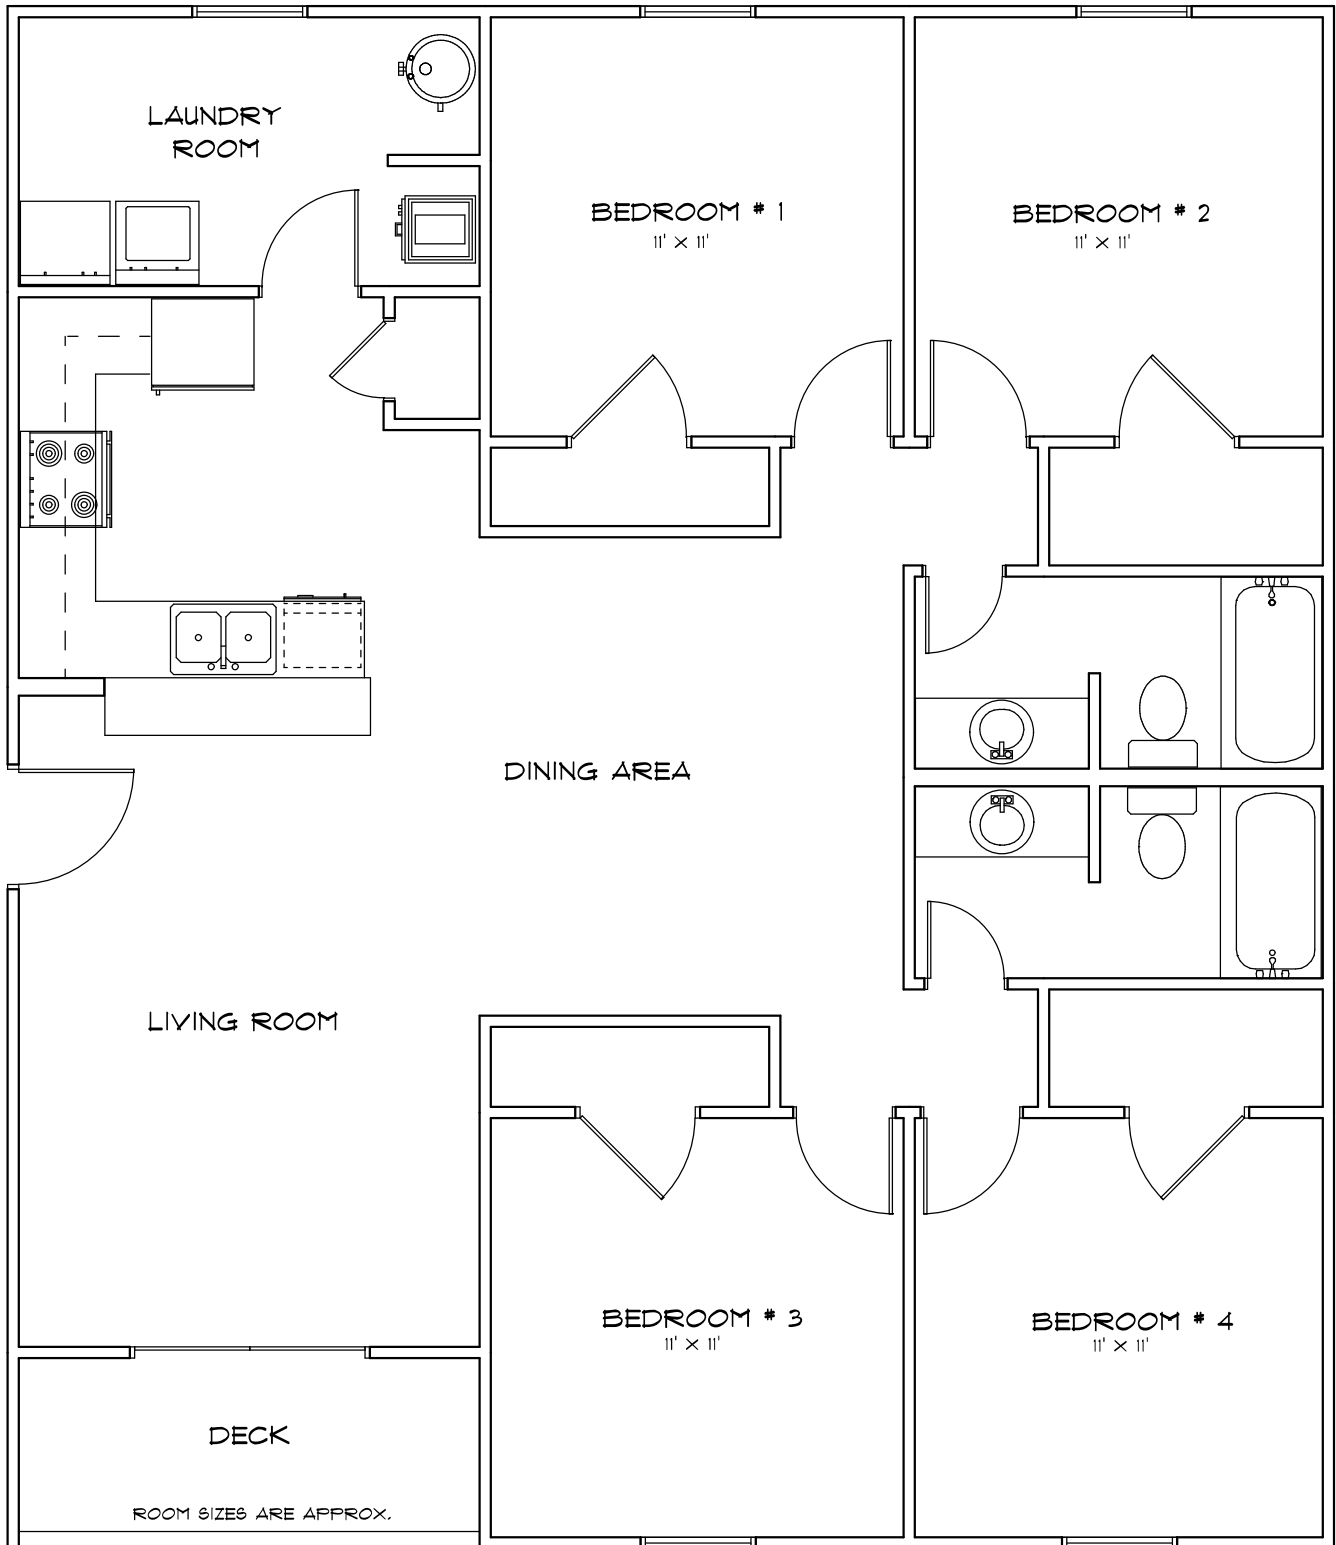 LAUNDRY
ROOM
BEDROOM # 1
11' X 11'
BEDROOM # 2
11' X 11'
DINING AREA
LIVING ROOM
BEDROOM # 3
11' X 11'
BEDROOM # 4
11' X 11'
DECK
ROOM SIZES ARE APPROX.